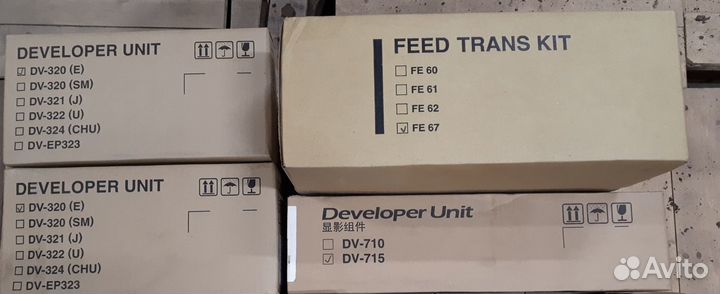 DEVELOPER UNIT
☑ DV-320 (E)
☐ DV-320 (SM)
☐ DV-321 (J)
☐ DV-322 (U)
☐ DV-324 (CHU)
☐ DV-EP323
FEED TRANS KIT
☐ FE 60
☐ FE 61
☐ FE 62
☑ FE 67
DEVELOPER UNIT
☑ DV-320 (E)
☐ DV-320 (SM)
☐ DV-321 (J)
☐ DV-322 (U)
☐ DV-324 (CHU)
☐ DV-EP323
Developer Unit
显影组件
☐ DV-710
☑ DV-715
Avito